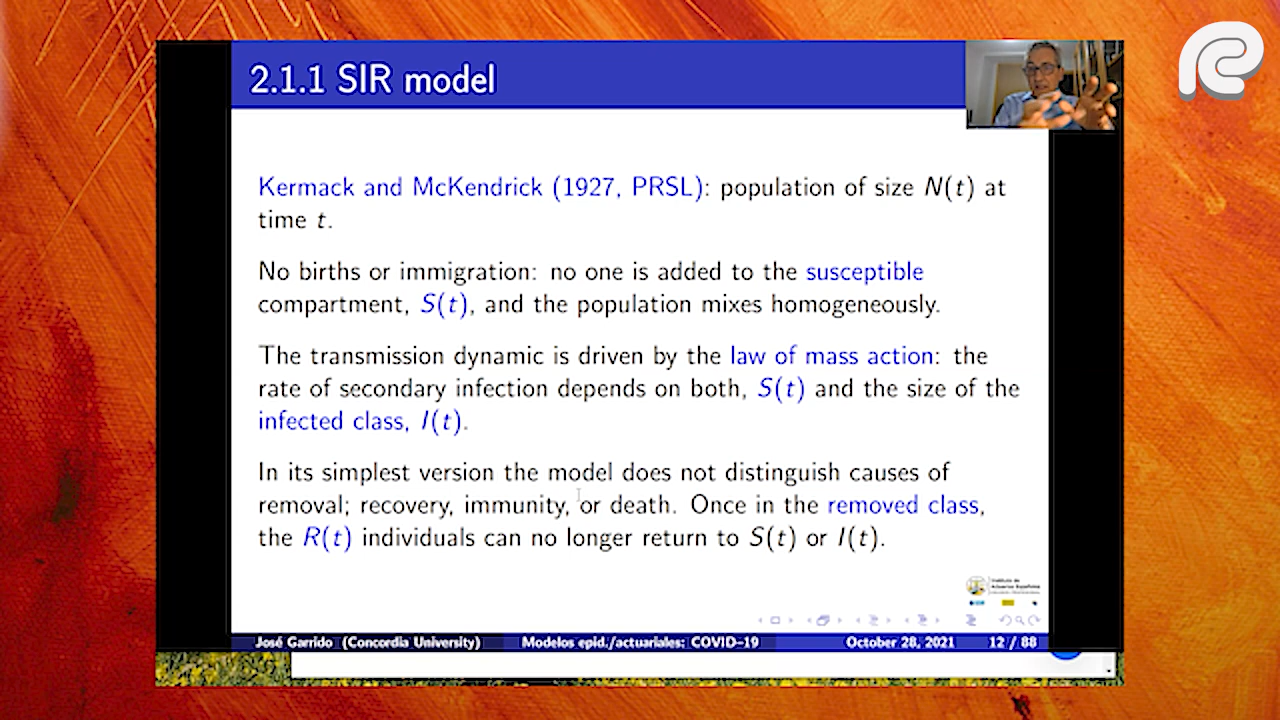 2.1.1 SIR model
Kermack and McKendrick (1927, PRSL): population of size N(t) at
time t.
No births or immigration: no one is added to the susceptible
compartment, S(t), and the population mixes homogeneously.
The transmission dynamic is driven by the law of mass action: the
rate of secondary infection depends on both, S(t) and the size of the
infected class, I(t).
In its simplest version the model does not distinguish causes of
removal; recovery, immunity, or death. Once in the removed class,
the R(t) individuals can no longer return to S(t) or I(t).
Instituto de
Actuarios Españoles
José Garrido (Concordia University) Modelos epid./actuariales: COVID–19 October 28, 2021 12 / 88